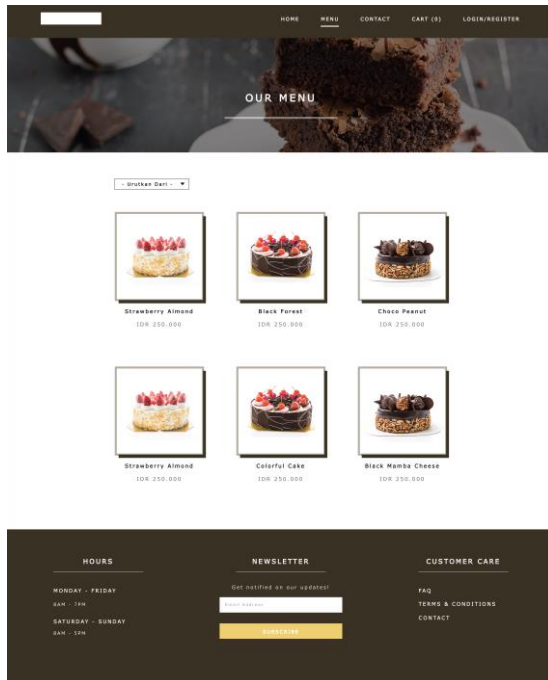 HOME MENU CONTACT CART (0) LOGIN/REGISTER
OUR MENU
- Urutkan Dari -
Strawberry Almond
IDR 250.000
Black Forest
IDR 250.000
Choco Peanut
IDR 250.000
Strawberry Almond
IDR 250.000
Colorful Cake
IDR 250.000
Black Mamba Cheese
IDR 250.000
HOURS
MONDAY - FRIDAY
8AM - 7PM
SATURDAY - SUNDAY
8AM - 5PM
NEWSLETTER
Get notified on our updates!
Email Address
SUBSCRIBE
CUSTOMER CARE
FAQ
TERMS & CONDITIONS
CONTACT